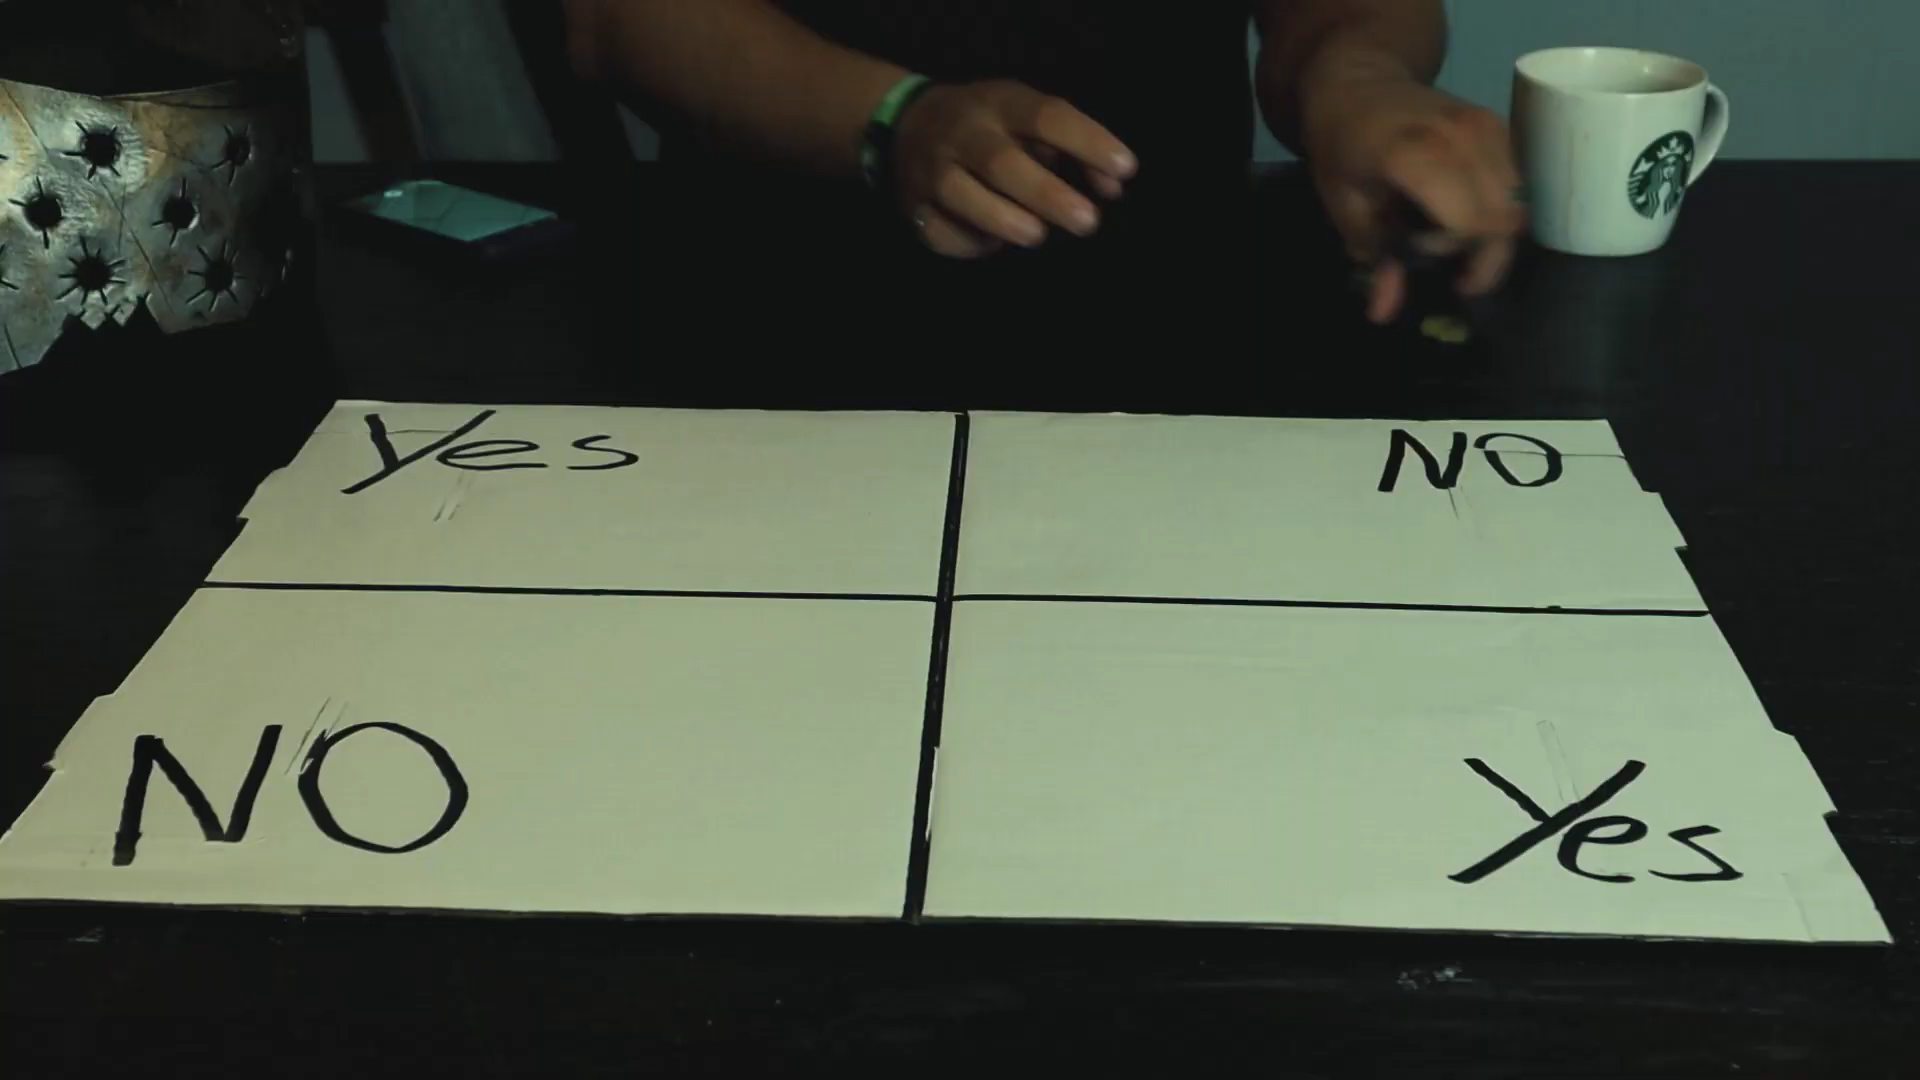 Yes NO
NO Yes